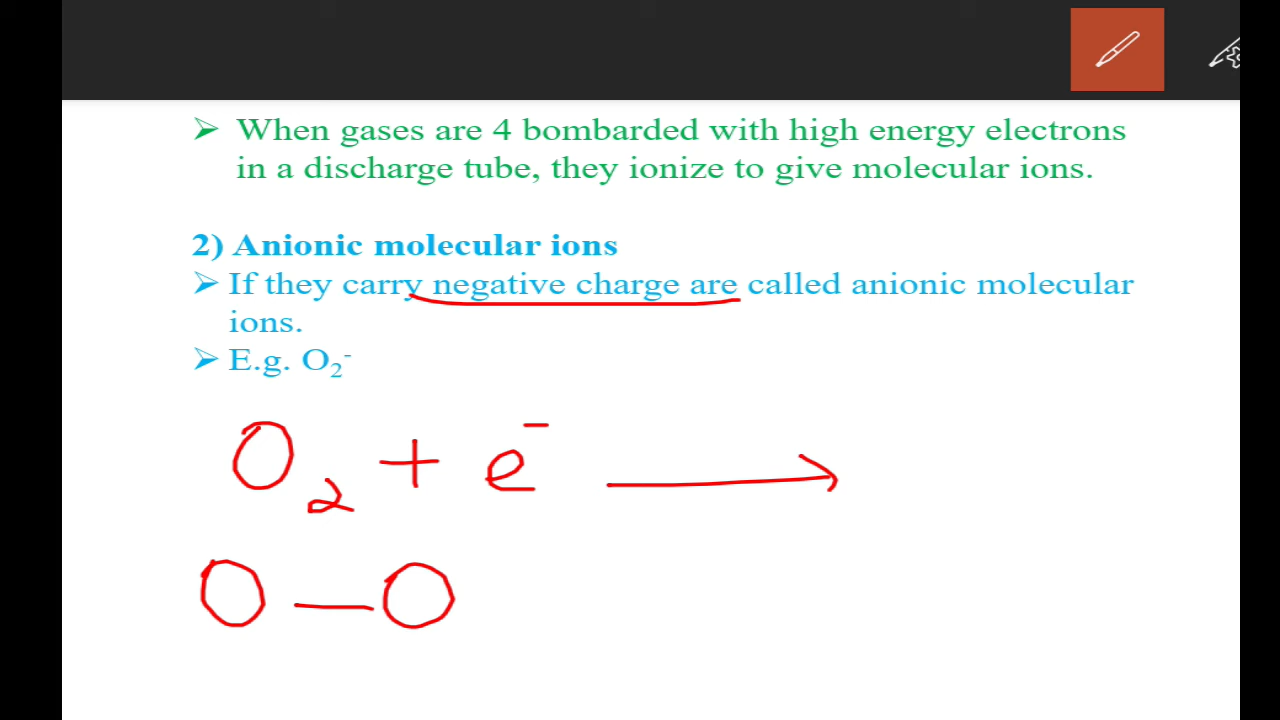 ➢ When gases are 4 bombarded with high energy electrons
in a discharge tube, they ionize to give molecular ions.
2) Anionic molecular ions
➢ If they carry negative charge are called anionic molecular
ions.
➢ E.g. O₂⁻
O₂ + e⁻ ⟶
O — O